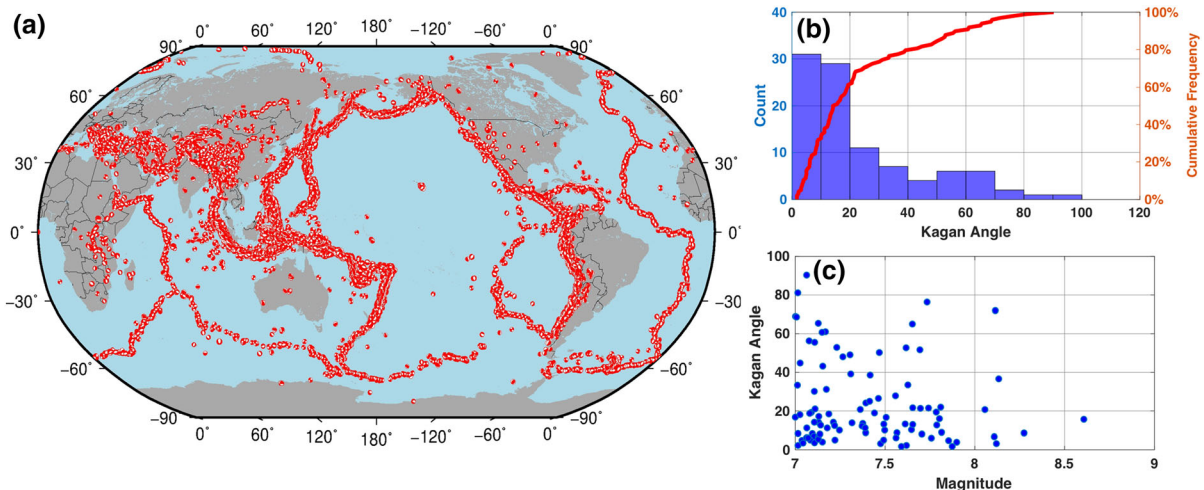 (a)
0° 60° 120° 180° -120° -60° 0°
90° 90°
60° 60°
30° 30°
0° 0°
-30° -30°
-60° -60°
-90 -90
0° 60° 120° 180° -120° -60° 0°
(b)
40 100%
30 80%
20 60%
10 40%
0 20%
0%
Count
Cumulative Frequency
0 20 40 60 80 100 120
Kagan Angle
(c)
100
80
60
40
20
0
Kagan Angle
7 7.5 8 8.5 9
Magnitude